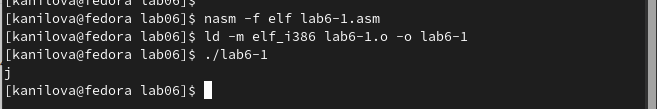 [kanilova@fedora lab06]$
[kanilova@fedora lab06]$ nasm -f elf lab6-1.asm
[kanilova@fedora lab06]$ ld -m elf_i386 lab6-1.o -o lab6-1
[kanilova@fedora lab06]$ ./lab6-1
j
[kanilova@fedora lab06]$